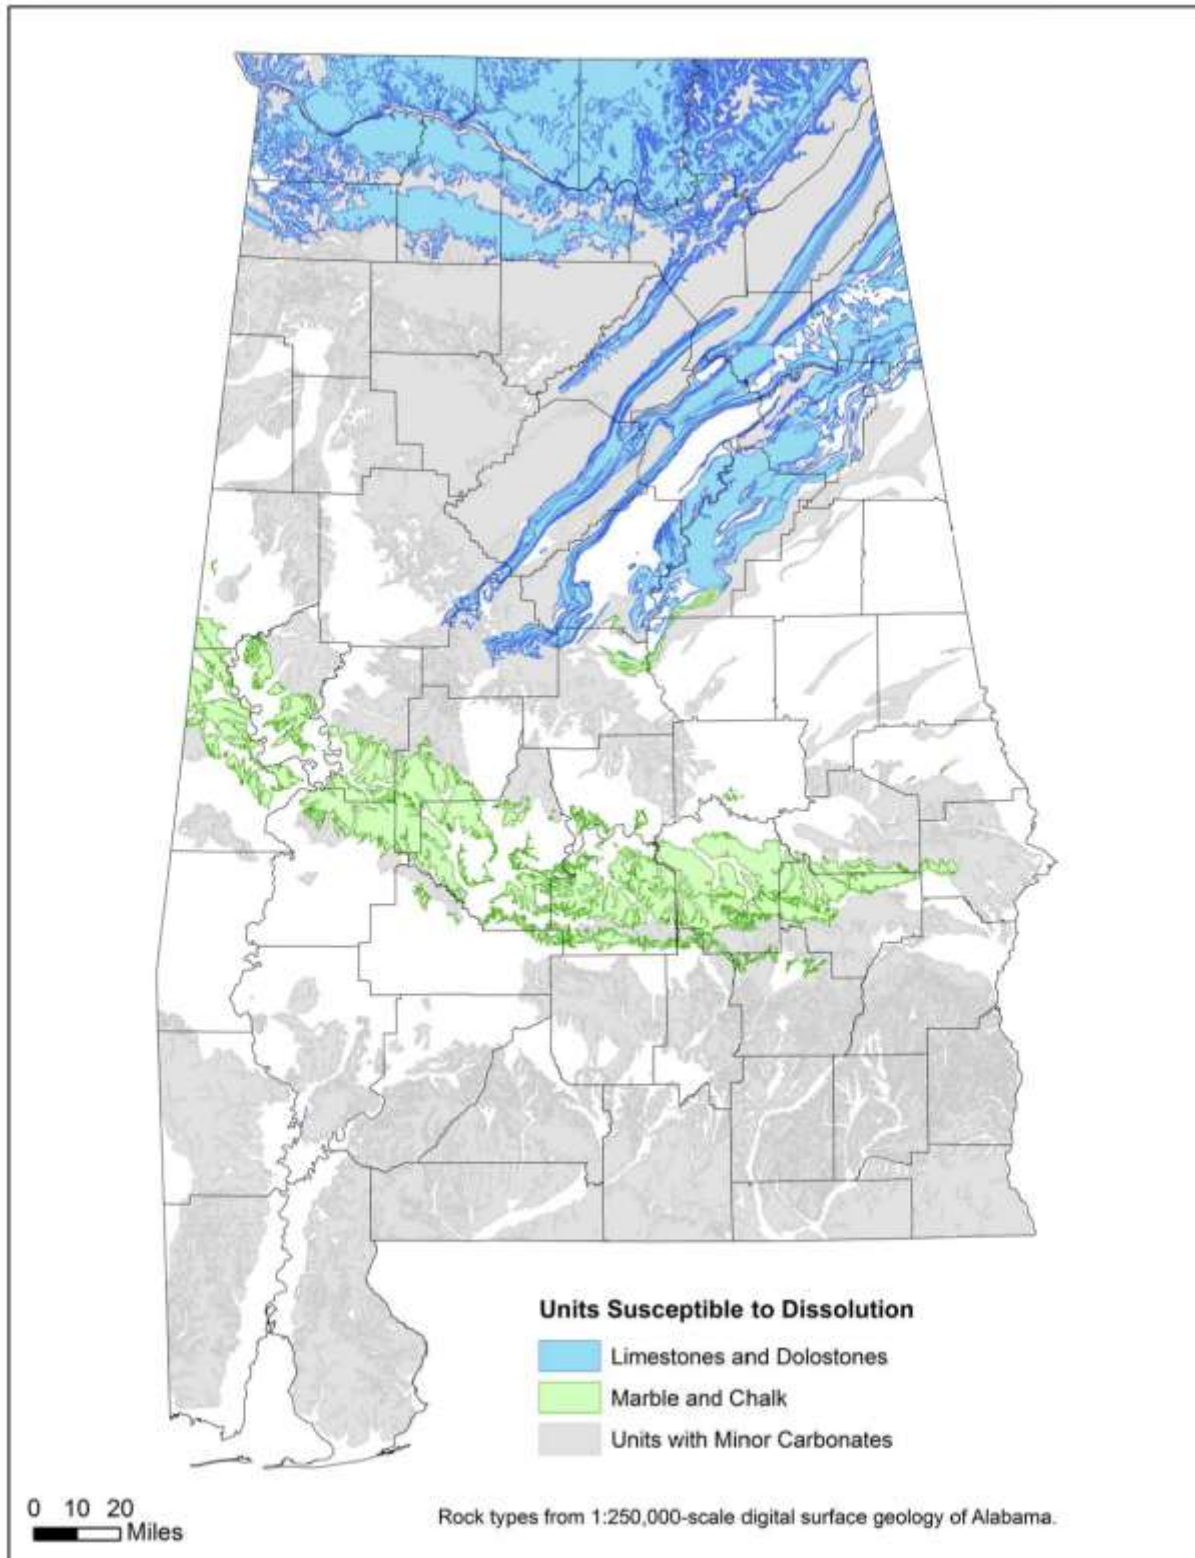 Units Susceptible to Dissolution
Limestones and Dolostones
Marble and Chalk
Units with Minor Carbonates
0 10 20
Miles
Rock types from 1:250,000-scale digital surface geology of Alabama.